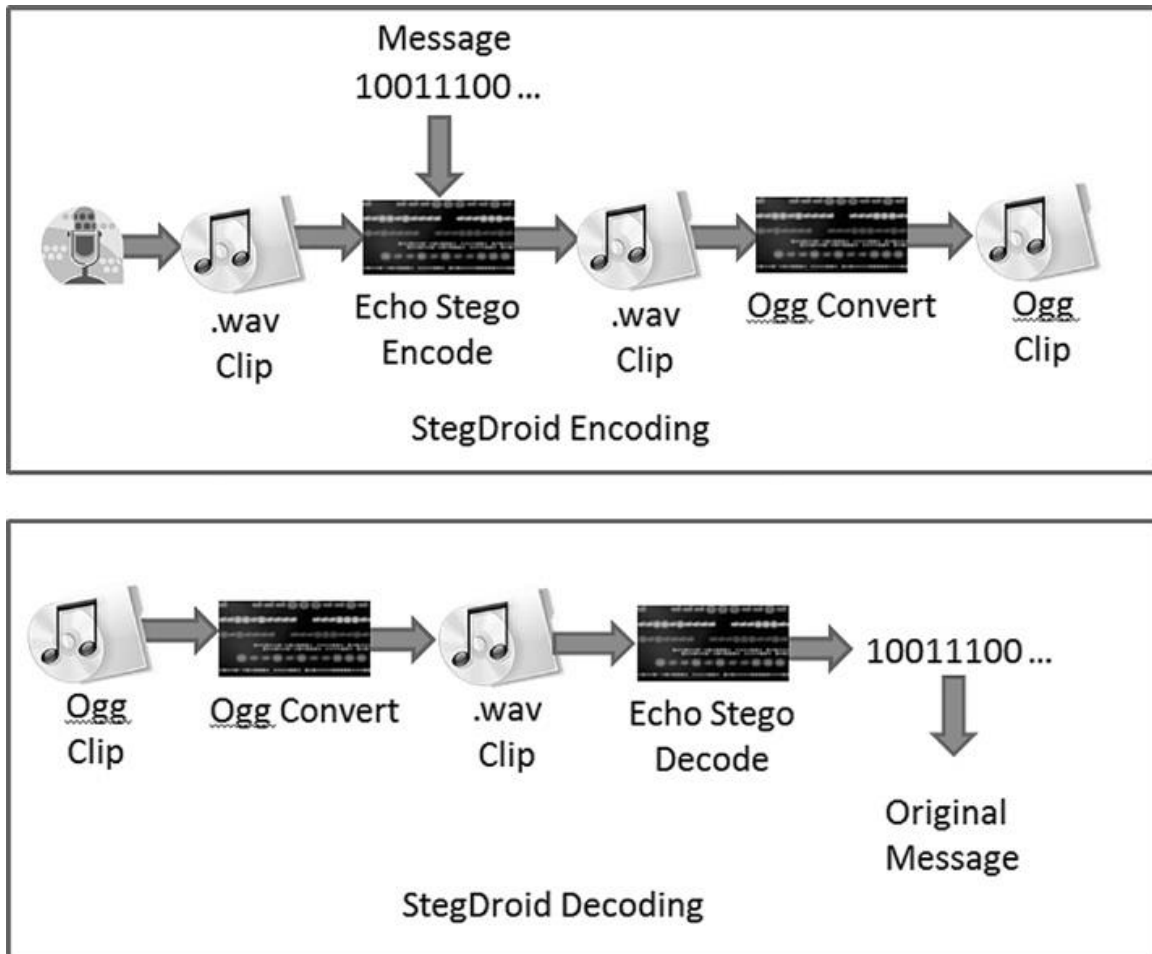 Message
10011100 ...
.wav
Clip
Echo Stego
Encode
.wav
Clip
Ogg Convert
Ogg
Clip
StegDroid Encoding
Ogg
Clip
Ogg Convert
.wav
Clip
Echo Stego
Decode
10011100 ...
Original
Message
StegDroid Decoding